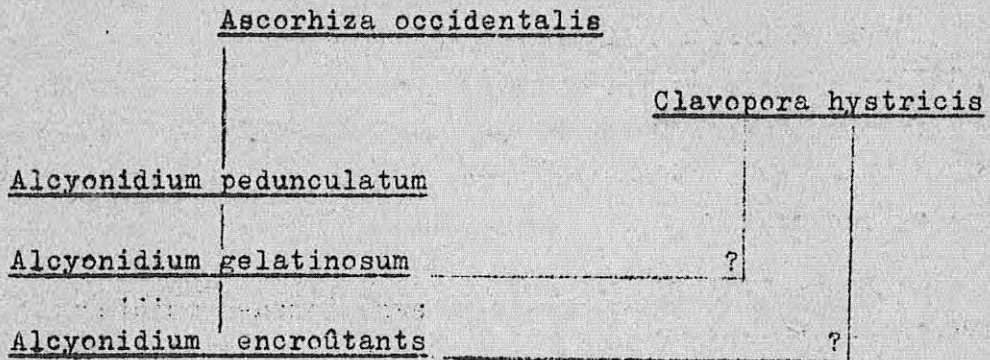 Ascorhiza occidentalis
Clavopora hystricis
Alcyonidium pedunculatum
Alcyonidium gelatinosum ?
Alcyonidium encroûtants ?